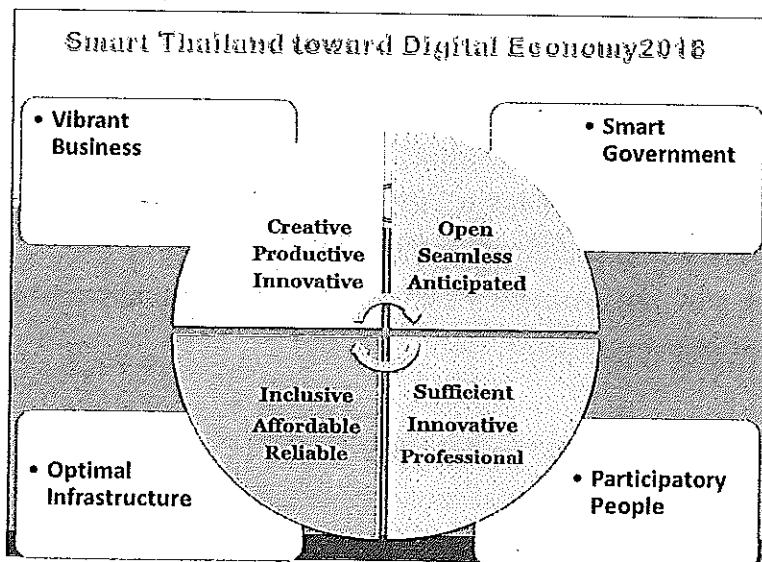 Smart Thailand toward Digital Economy2018
• Vibrant
Business
• Smart
Government
Creative
Productive
Innovative
Open
Seamless
Anticipated
Inclusive
Affordable
Reliable
Sufficient
Innovative
Professional
• Optimal
Infrastructure
• Participatory
People